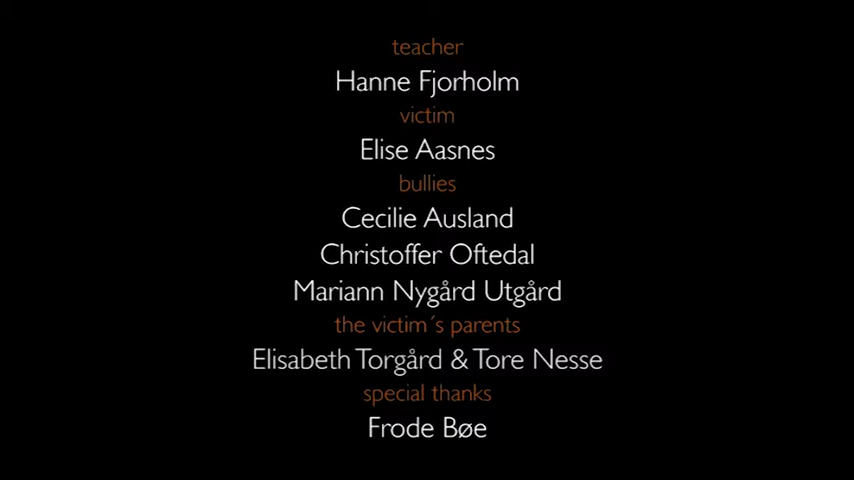 teacher
Hanne Fjorholm
victim
Elise Aasnes
bullies
Cecilie Ausland
Christoffer Oftedal
Mariann Nygård Utgård
the victim´s parents
Elisabeth Torgård & Tore Nesse
special thanks
Frode Bøe